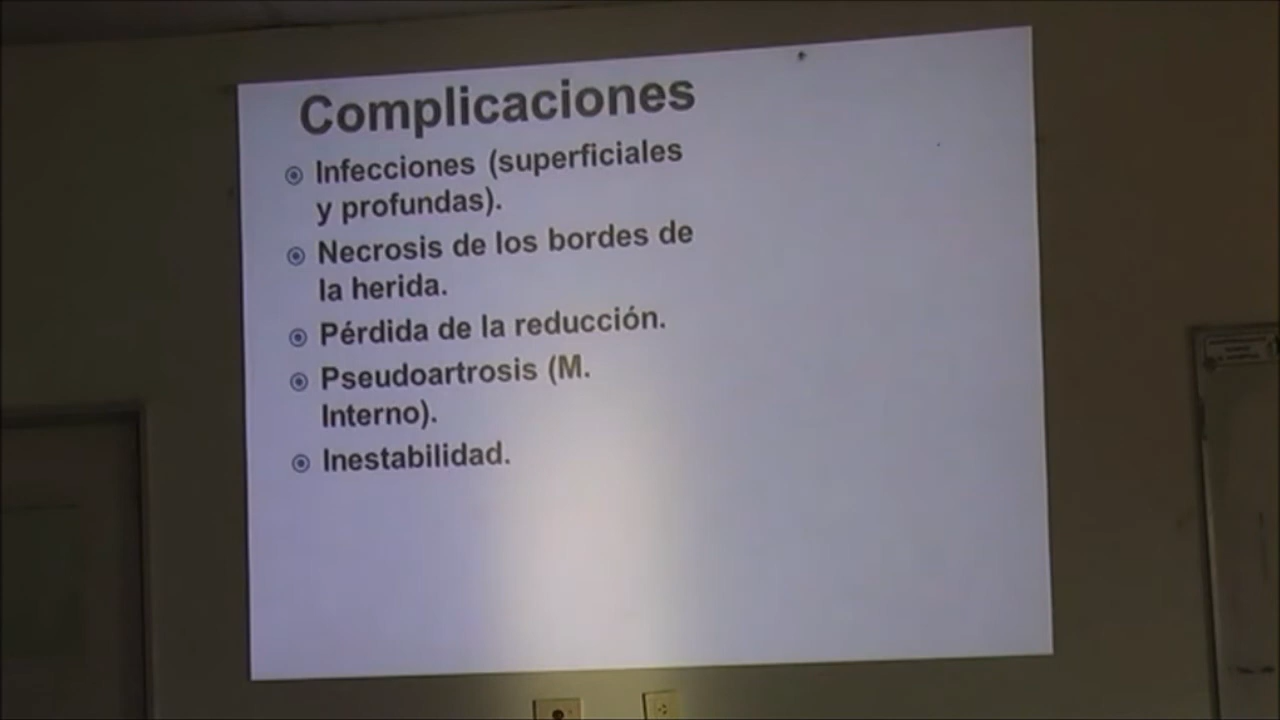 Complicaciones
Infecciones (superficiales
y profundas).
Necrosis de los bordes de
la herida.
Pérdida de la reducción.
Pseudoartrosis (M.
Interno).
Inestabilidad.